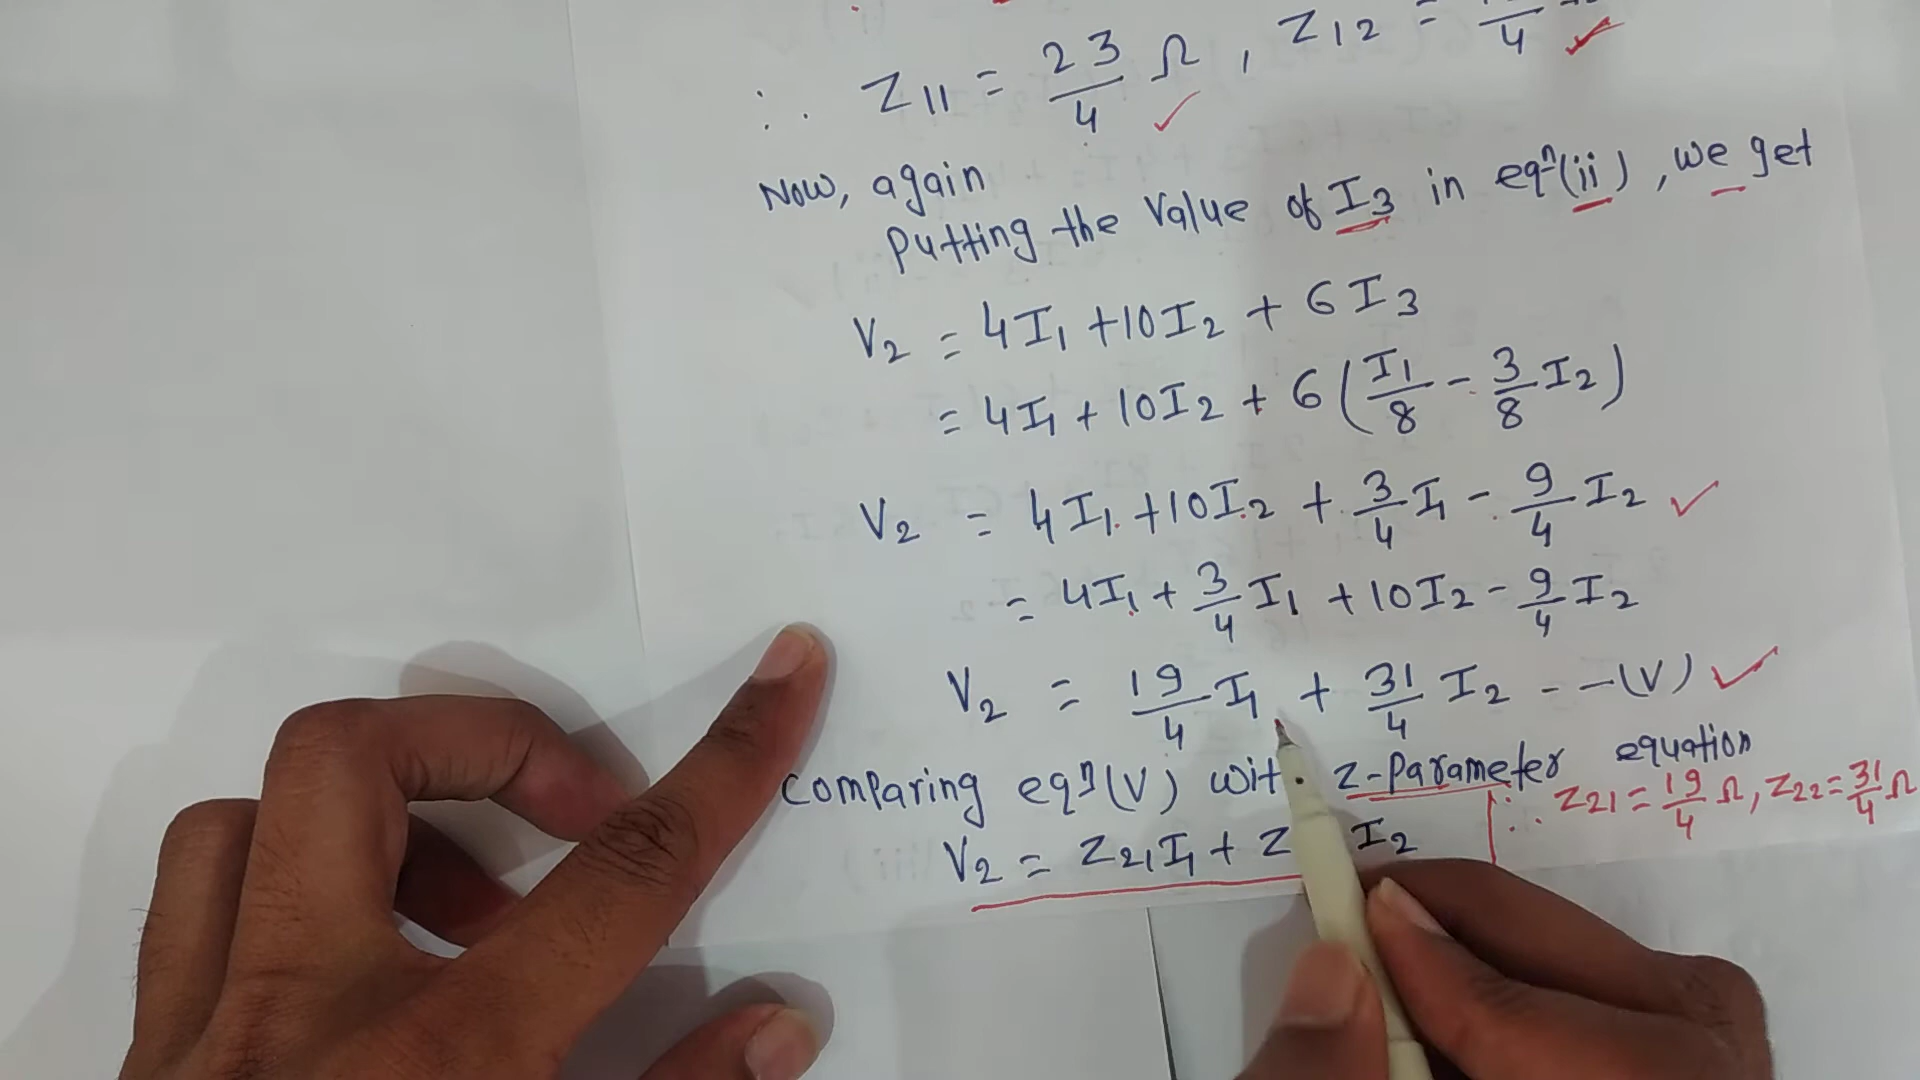 ∴ Z11 = 23/4 Ω, Z12 = /4
Now, again
Putting the Value of I3 in eqn(ii), we get
V2 = 4I1 + 10I2 + 6I3
= 4I1 + 10I2 + 6(I1/8 - 3/8 I2)
V2 = 4I1 + 10I2 + 3/4 I1 - 9/4 I2 ✓
= 4I1 + 3/4 I1 + 10I2 - 9/4 I2
V2 = 19/4 I1 + 31/4 I2 - - (V) ✓
Comparing eqn(V) with Z-Parameter equation
V2 = Z21 I1 + Z I2
∴ Z21 = 19/4 Ω, Z22 = 31/4 Ω